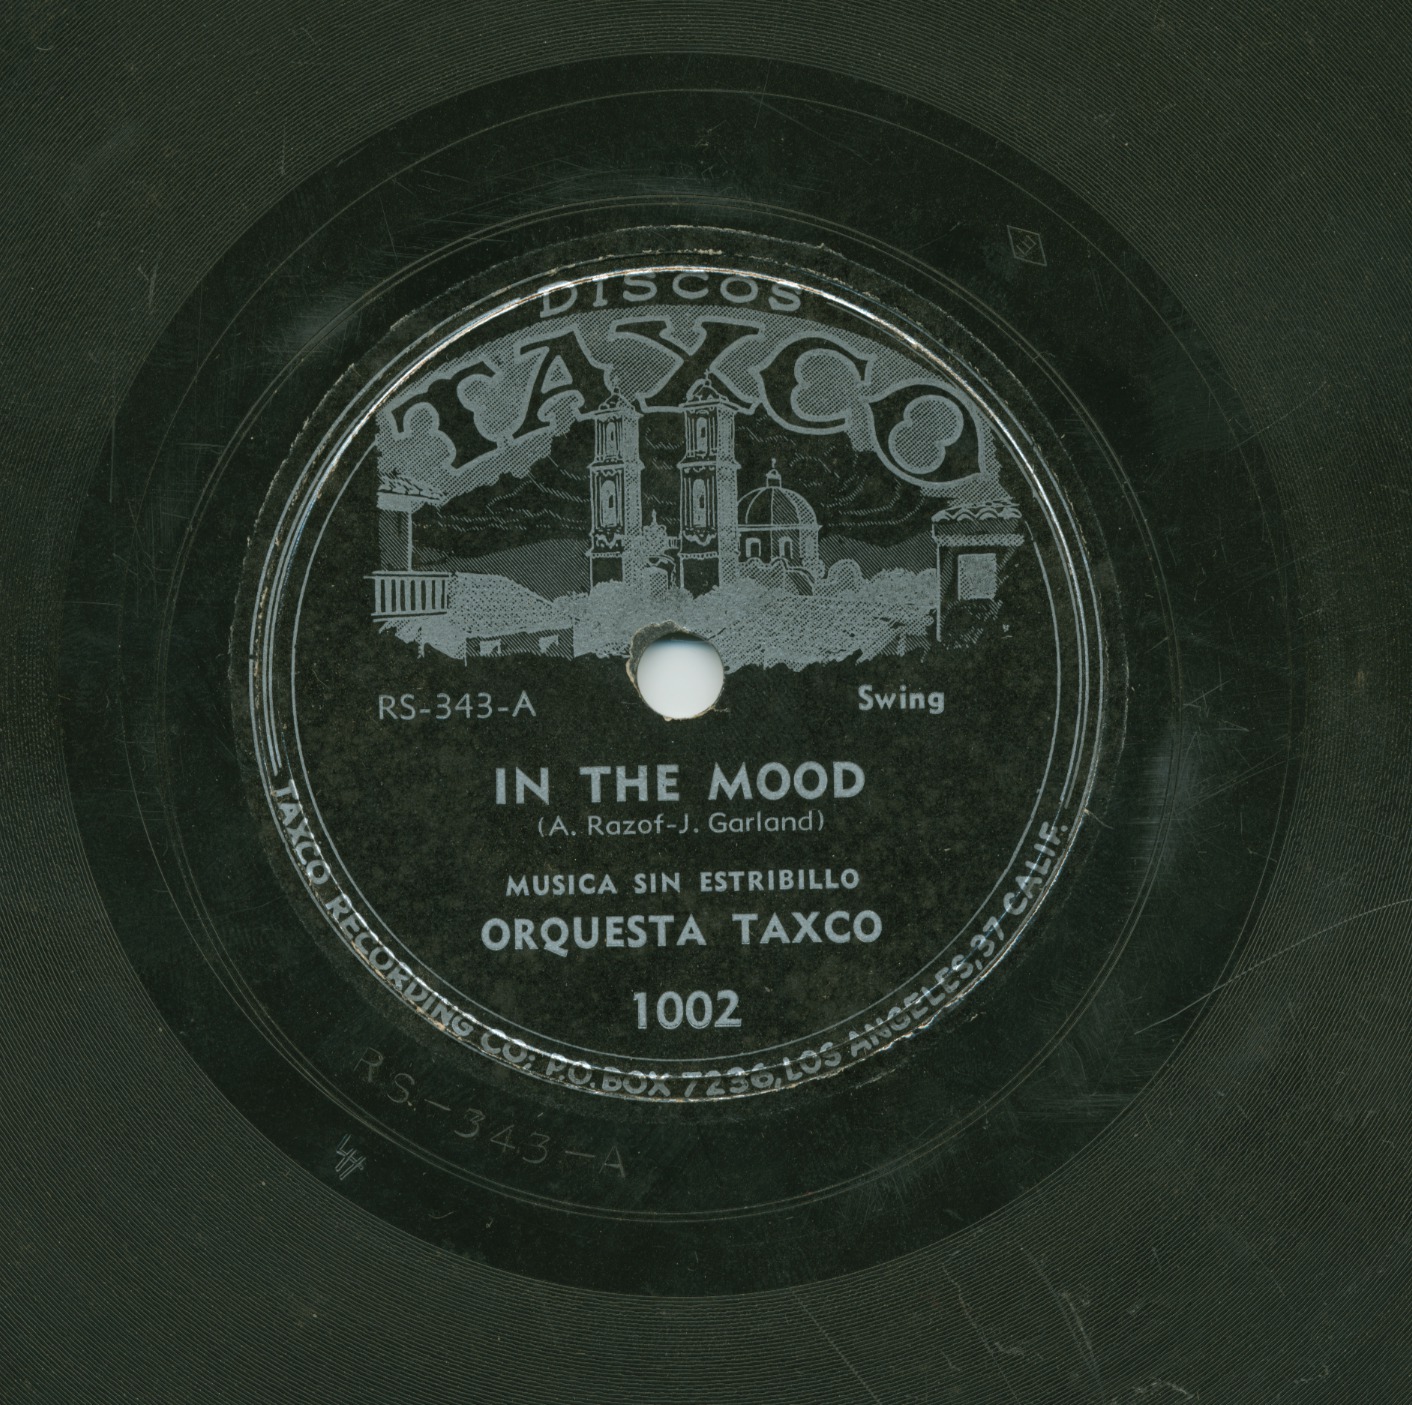 DISCOS
TAXCO
RS-343-A
Swing
IN THE MOOD
(A. Razof-J. Garland)
MUSICA SIN ESTRIBILLO
ORQUESTA TAXCO
1002
TAXCO RECORDING CO; P.O. BOX 7236, LOS ANGELES, 37 CALIF.
RS-343-A